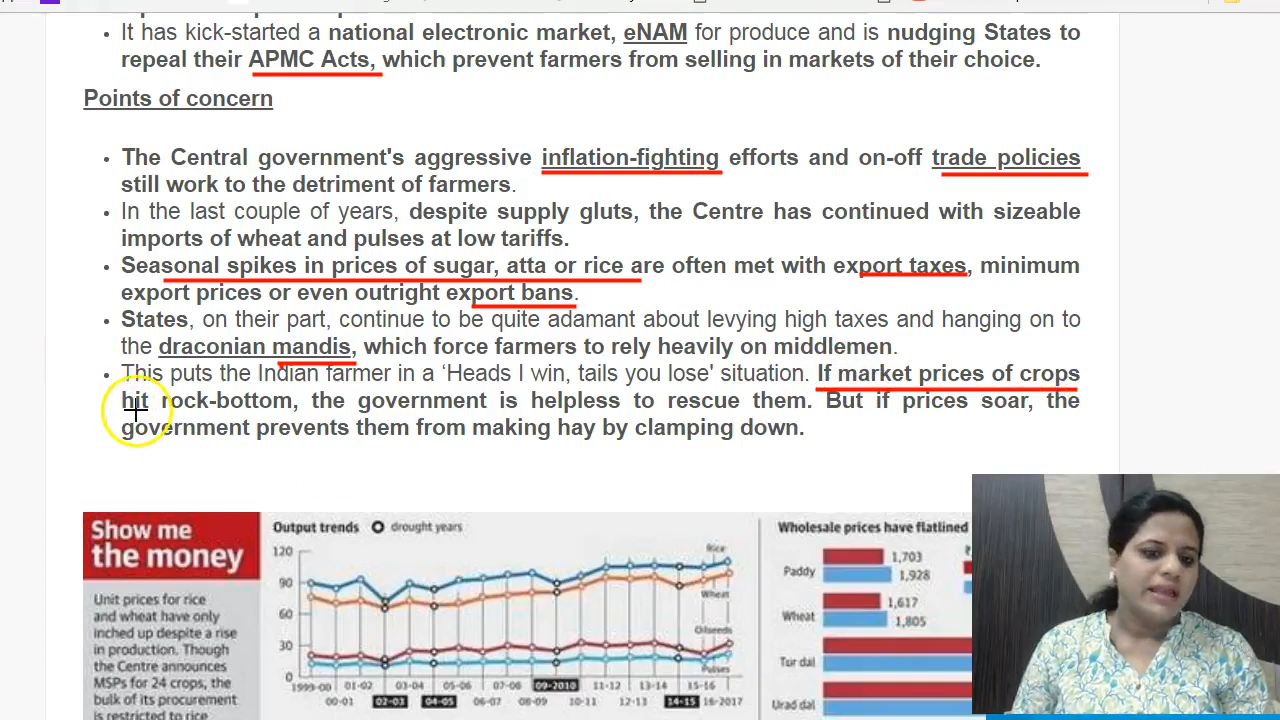 • It has kick-started a national electronic market, eNAM for produce and is nudging States to
repeal their APMC Acts, which prevent farmers from selling in markets of their choice.
Points of concern
• The Central government's aggressive inflation-fighting efforts and on-off trade policies
still work to the detriment of farmers.
• In the last couple of years, despite supply gluts, the Centre has continued with sizeable
imports of wheat and pulses at low tariffs.
• Seasonal spikes in prices of sugar, atta or rice are often met with export taxes, minimum
export prices or even outright export bans.
• States, on their part, continue to be quite adamant about levying high taxes and hanging on to
the draconian mandis, which force farmers to rely heavily on middlemen.
• This puts the Indian farmer in a ‘Heads I win, tails you lose' situation. If market prices of crops
hit rock-bottom, the government is helpless to rescue them. But if prices soar, the
government prevents them from making hay by clamping down.
Show me
the money
Unit prices for rice
and wheat have only
inched up despite a rise
in production. Though
the Centre announces
MSPs for 24 crops, the
bulk of its procurement
is restricted to rice
Output trends drought years
120
90
60
30
0
Rice
Wheat
Oilseeds
Pulses
1999-00 01-02 03-04 05-06 07-06 09-2010 11-12 13-14 15-16
00-01 02-03 04-05 06-07 08-09 10-11 12-13 14-15 16-2017
Wholesale prices have flatlined
Paddy 1,703
1,928
Wheat 1,617
1,805
Tur dal
Urad dal